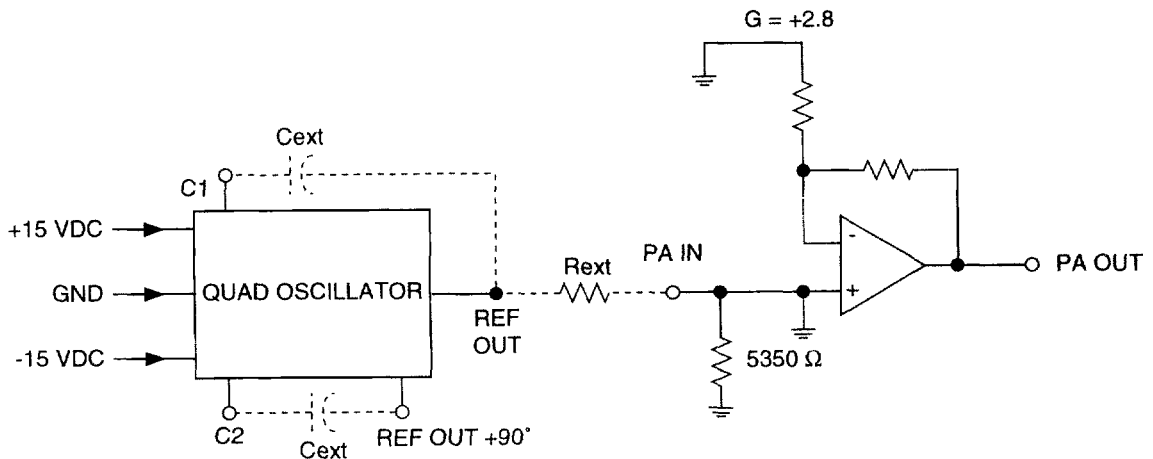 G = +2.8
Cext
C1
+15 VDC
GND
-15 VDC
QUAD OSCILLATOR
REF
OUT
Rext
PA IN
-
+
5350 Ω
PA OUT
C2
Cext
REF OUT +90°